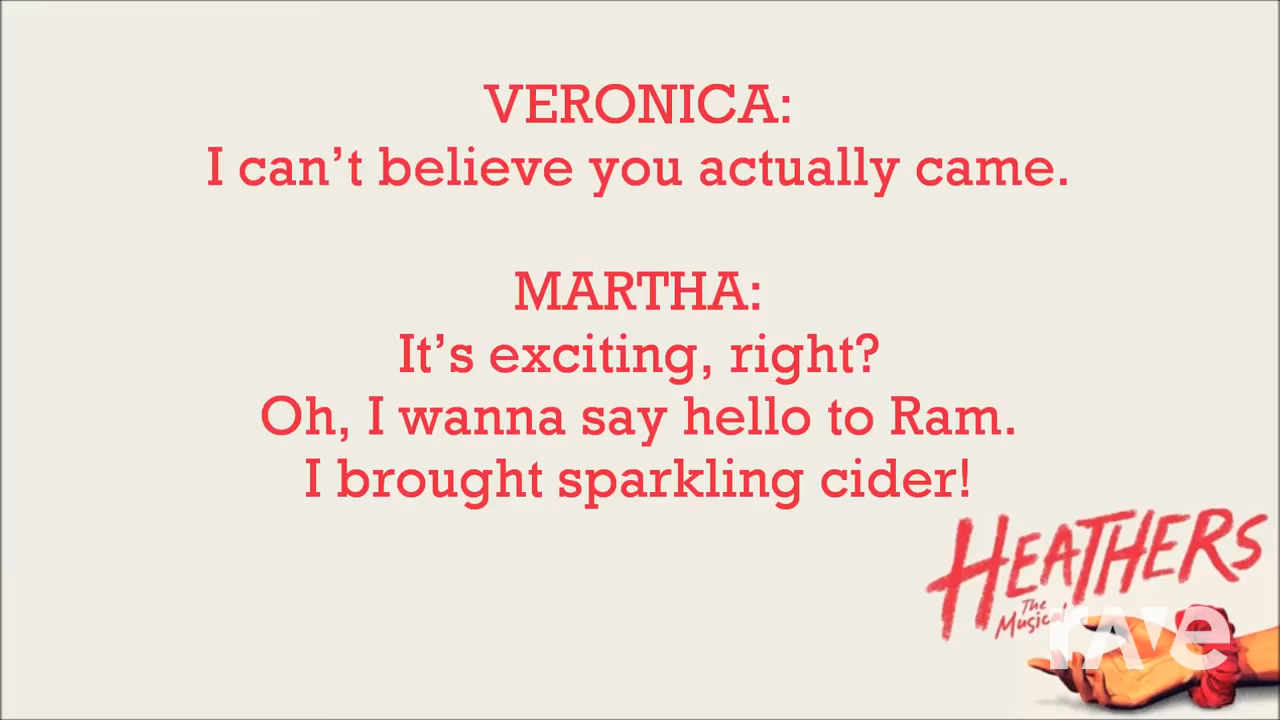 VERONICA:
I can’t believe you actually came.
MARTHA:
It’s exciting, right?
Oh, I wanna say hello to Ram.
I brought sparkling cider!
HEATHERS
The
Musical
rave